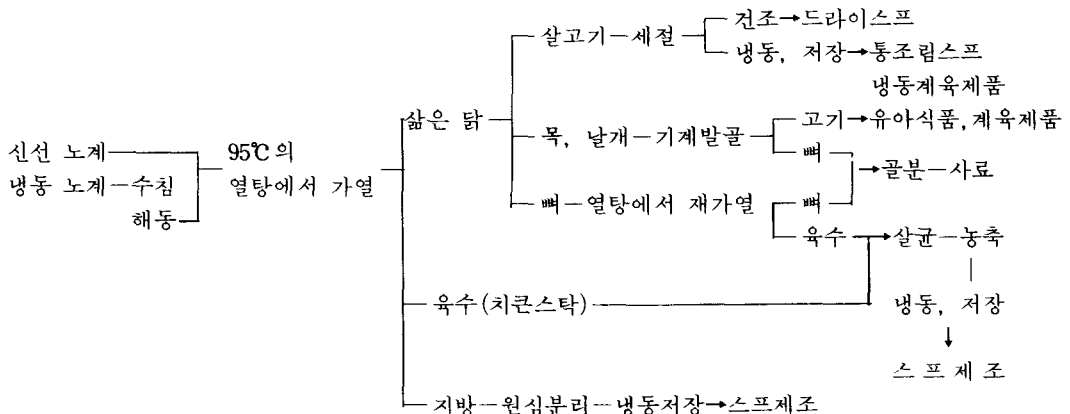 건조→드라이스프
살고기－세절
냉동, 저장→통조림스프
냉동계육제품
삶은 닭
고기→유아식품, 계육제품
목, 날개－기계발골
뼈
신선 노계
95℃의
냉동 노계－수침
열탕에서 가열
→골분－사료
해동
뼈－열탕에서 재가열
뼈
육수
→살균－농축
육수(치큰스탁)
냉동, 저장
↓
스프제조
지방－원심분리－냉동저장→스프제조